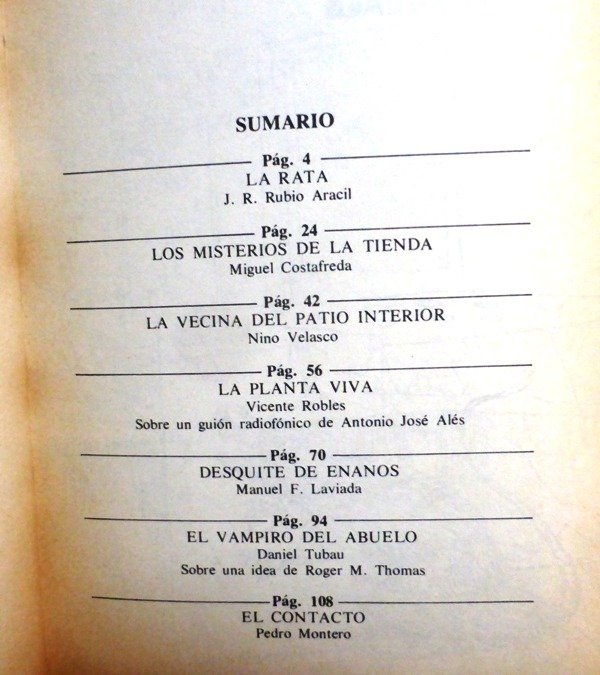 SUMARIO
Pág. 4
LA RATA
J. R. Rubio Aracil
Pág. 24
LOS MISTERIOS DE LA TIENDA
Miguel Costafreda
Pág. 42
LA VECINA DEL PATIO INTERIOR
Nino Velasco
Pág. 56
LA PLANTA VIVA
Vicente Robles
Sobre un guión radiofónico de Antonio José Alés
Pág. 70
DESQUITE DE ENANOS
Manuel F. Laviada
Pág. 94
EL VAMPIRO DEL ABUELO
Daniel Tubau
Sobre una idea de Roger M. Thomas
Pág. 108
EL CONTACTO
Pedro Montero